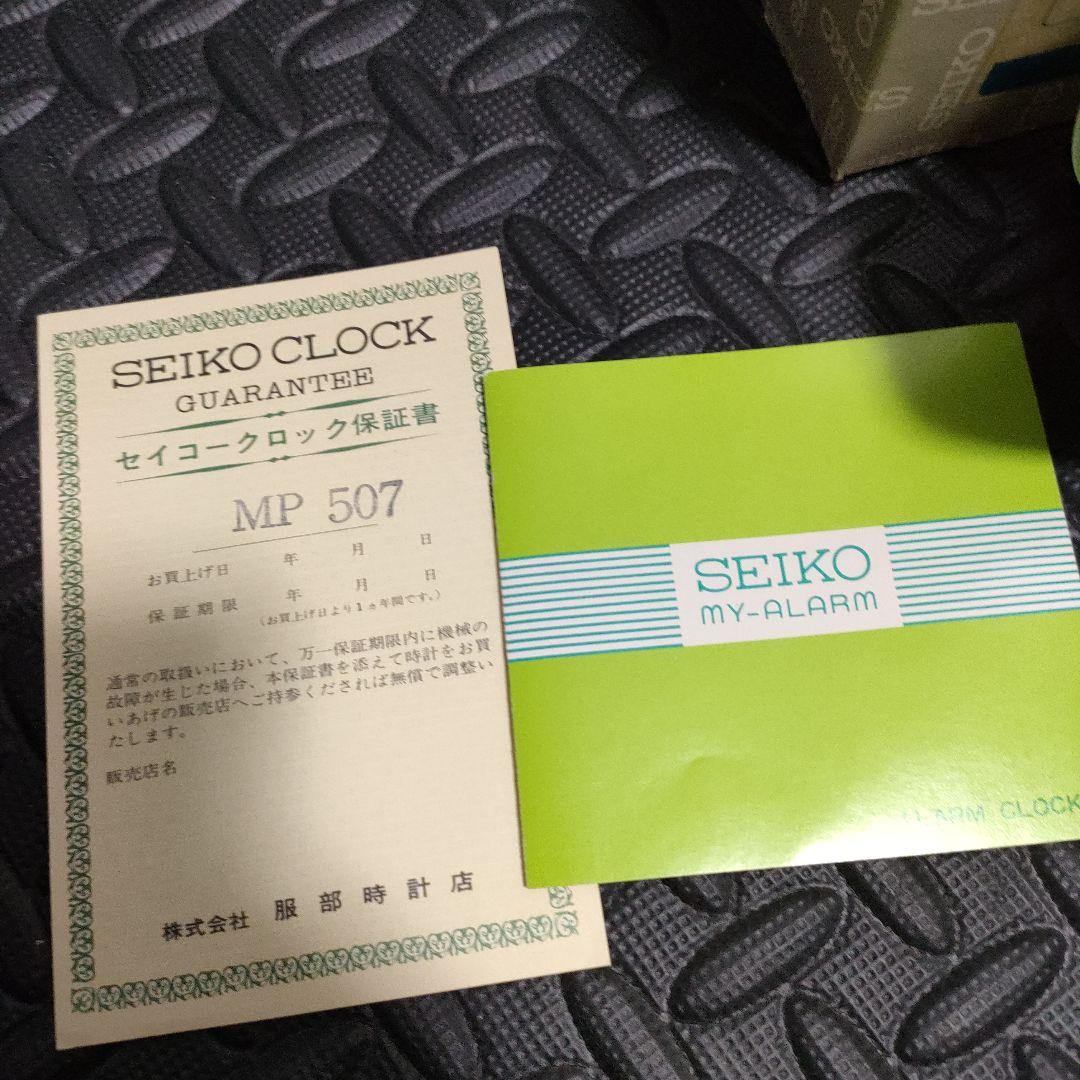 SEIKO
SEIKO CLOCK
GUARANTEE
セイコークロック保証書
MP 507
お買上げ日 年 月 日
保証期限 年 月 日
(お買上げ日より1ヵ年間です。)
通常の取扱いにおいて、万一保証期限内に機械の
故障が生じた場合、本保証書を添えて時計をお買
いあげの販売店へご持参くだされば無償で調整い
たします。
販売店名
株式会社 服部時計店
SEIKO
MY-ALARM
ALARM CLOCK